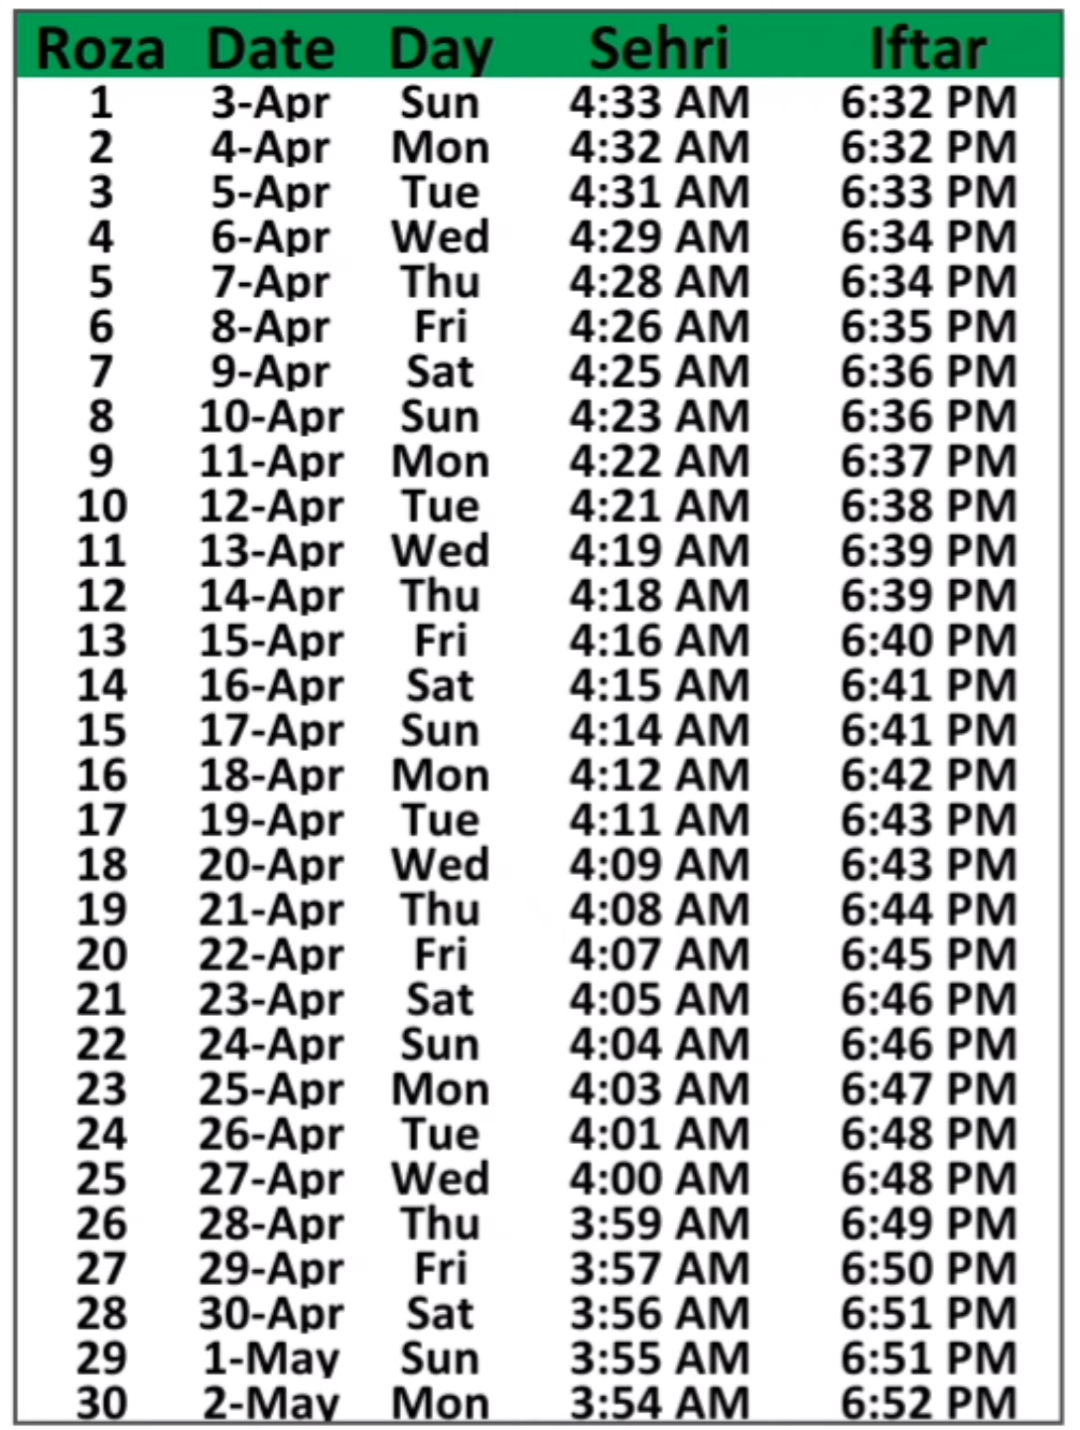 Roza Date Day Sehri Iftar
1 3-Apr Sun 4:33 AM 6:32 PM
2 4-Apr Mon 4:32 AM 6:32 PM
3 5-Apr Tue 4:31 AM 6:33 PM
4 6-Apr Wed 4:29 AM 6:34 PM
5 7-Apr Thu 4:28 AM 6:34 PM
6 8-Apr Fri 4:26 AM 6:35 PM
7 9-Apr Sat 4:25 AM 6:36 PM
8 10-Apr Sun 4:23 AM 6:36 PM
9 11-Apr Mon 4:22 AM 6:37 PM
10 12-Apr Tue 4:21 AM 6:38 PM
11 13-Apr Wed 4:19 AM 6:39 PM
12 14-Apr Thu 4:18 AM 6:39 PM
13 15-Apr Fri 4:16 AM 6:40 PM
14 16-Apr Sat 4:15 AM 6:41 PM
15 17-Apr Sun 4:14 AM 6:41 PM
16 18-Apr Mon 4:12 AM 6:42 PM
17 19-Apr Tue 4:11 AM 6:43 PM
18 20-Apr Wed 4:09 AM 6:43 PM
19 21-Apr Thu 4:08 AM 6:44 PM
20 22-Apr Fri 4:07 AM 6:45 PM
21 23-Apr Sat 4:05 AM 6:46 PM
22 24-Apr Sun 4:04 AM 6:46 PM
23 25-Apr Mon 4:03 AM 6:47 PM
24 26-Apr Tue 4:01 AM 6:48 PM
25 27-Apr Wed 4:00 AM 6:48 PM
26 28-Apr Thu 3:59 AM 6:49 PM
27 29-Apr Fri 3:57 AM 6:50 PM
28 30-Apr Sat 3:56 AM 6:51 PM
29 1-May Sun 3:55 AM 6:51 PM
30 2-May Mon 3:54 AM 6:52 PM